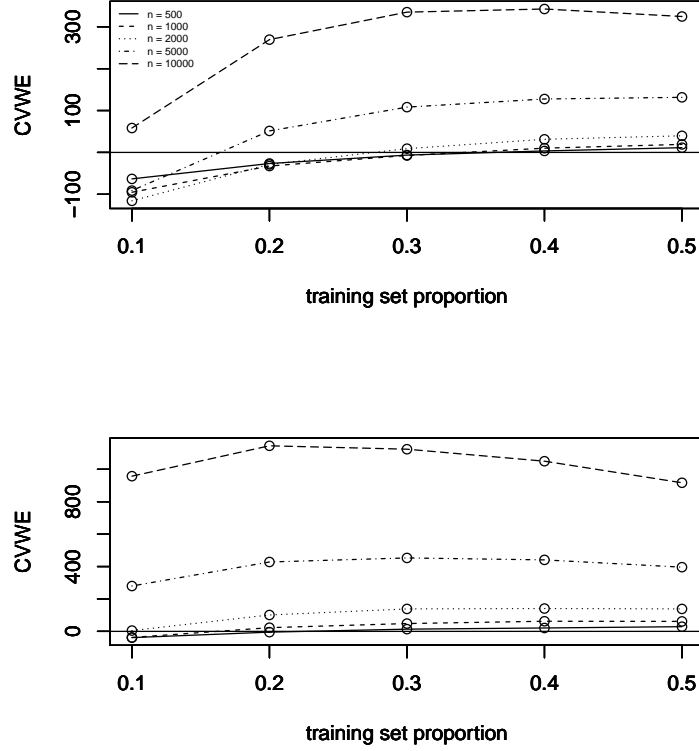 n = 500
n = 1000
n = 2000
n = 5000
n = 10000
CVWE
300
100
−100
0.1 0.2 0.3 0.4 0.5
training set proportion
CVWE
800
400
0
0.1 0.2 0.3 0.4 0.5
training set proportion